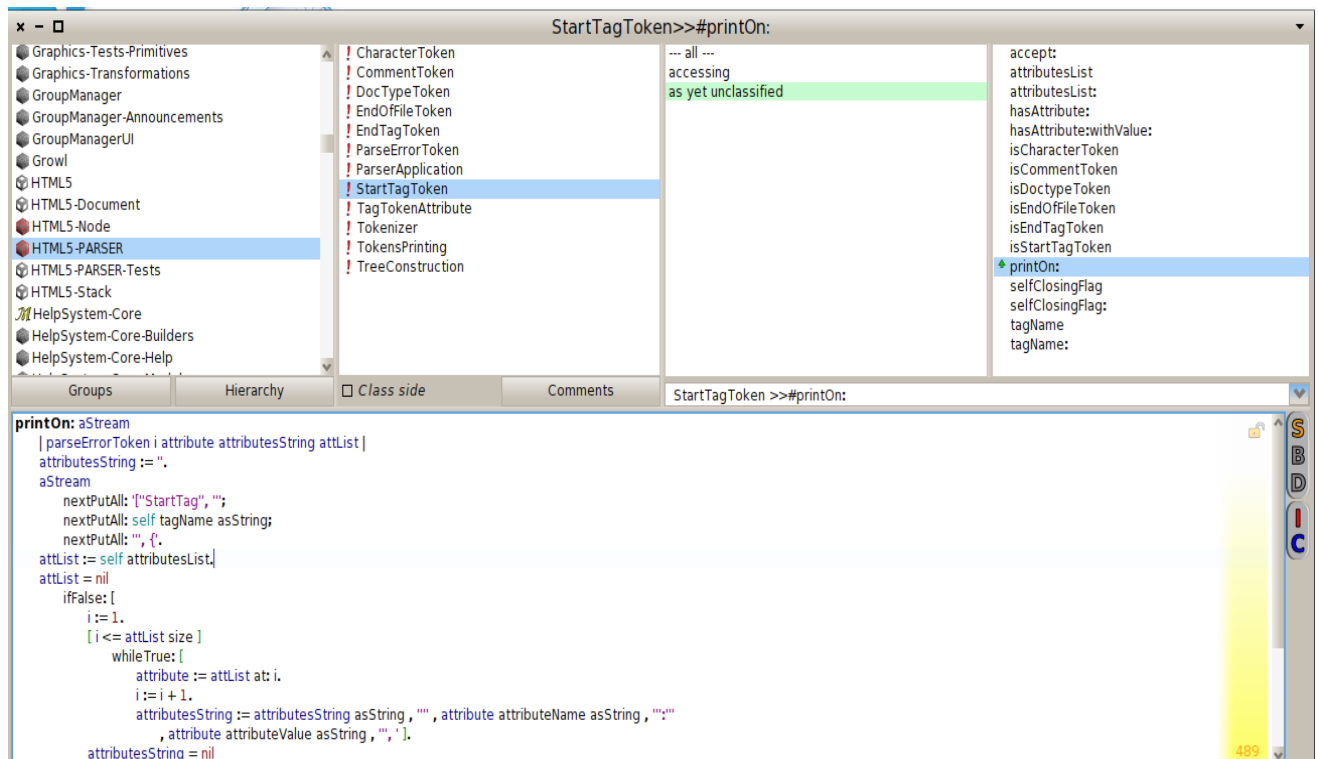 x – □
StartTagToken>>#printOn:
Graphics-Tests-Primitives
Graphics-Transformations
GroupManager
GroupManager-Announcements
GroupManagerUI
Growl
HTML5
HTML5-Document
HTML5-Node
HTML5-PARSER
HTML5-PARSER-Tests
HTML5-Stack
HelpSystem-Core
HelpSystem-Core-Builders
HelpSystem-Core-Help
! CharacterToken
! CommentToken
! DocTypeToken
! EndOfFileToken
! EndTagToken
! ParseErrorToken
! ParserApplication
! StartTagToken
! TagTokenAttribute
! Tokenizer
! TokensPrinting
! TreeConstruction
--- all ---
accessing
as yet unclassified
accept:
attributesList
attributesList:
hasAttribute:
hasAttribute:withValue:
isCharacterToken
isCommentToken
isDoctypeToken
isEndOfFileToken
isEndTagToken
isStartTagToken
printOn:
selfClosingFlag
selfClosingFlag:
tagName
tagName:
Groups
Hierarchy
Class side
Comments
StartTagToken >>#printOn:
printOn: aStream
| parseErrorToken i attribute attributesString attList |
attributesString := ''.
aStream
nextPutAll: '["StartTag", "';
nextPutAll: self tagName asString;
nextPutAll: '", {'.
attList := self attributesList.
attList = nil
ifFalse: [
i := 1.
[ i <= attList size ]
whileTrue: [
attribute := attList at: i.
i := i + 1.
attributesString := attributesString asString , '"' , attribute attributeName asString , '":"'
, attribute attributeValue asString , '", ' ].
attributesString = nil
S
B
D
I
C
489